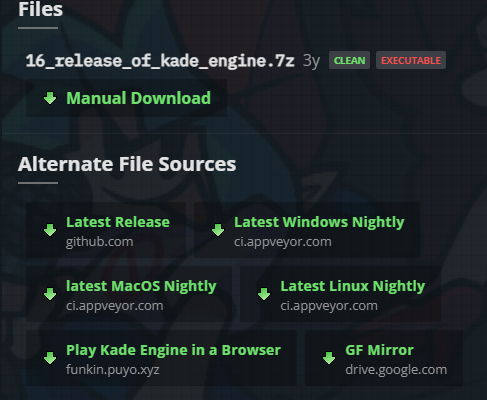 Files
16_release_of_kade_engine.7z 3y CLEAN EXECUTABLE
Manual Download
Alternate File Sources
Latest Release Latest Windows Nightly
github.com ci.appveyor.com
latest MacOS Nightly Latest Linux Nightly
ci.appveyor.com ci.appveyor.com
Play Kade Engine in a Browser GF Mirror
funkin.puyo.xyz drive.google.com